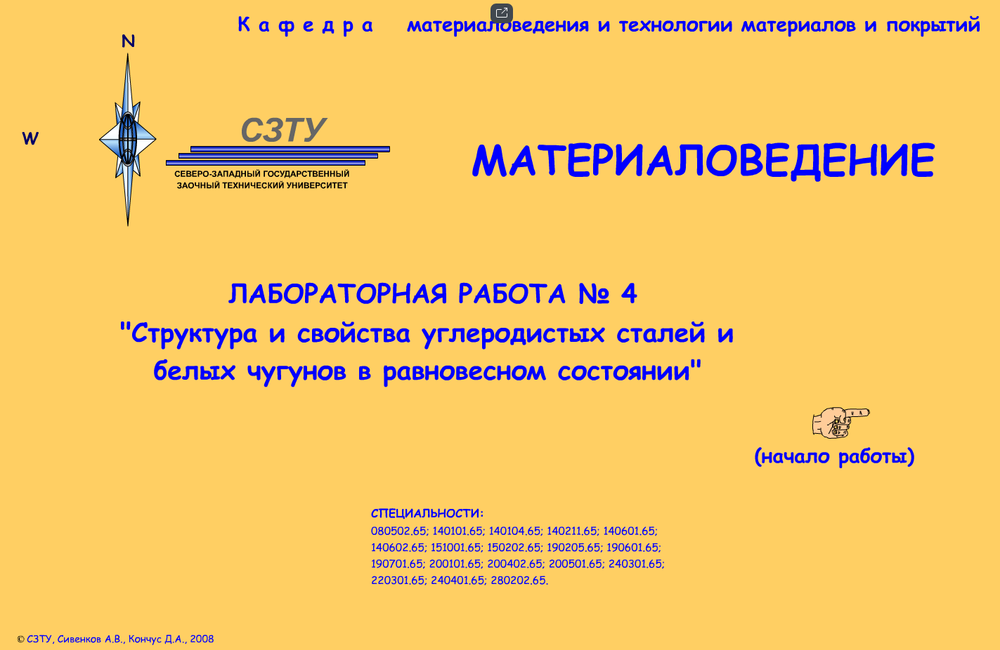 К а ф е д р а материаловедения и технологии материалов и покрытий
N
W
СЗТУ
СЕВЕРО-ЗАПАДНЫЙ ГОСУДАРСТВЕННЫЙ
ЗАОЧНЫЙ ТЕХНИЧЕСКИЙ УНИВЕРСИТЕТ
МАТЕРИАЛОВЕДЕНИЕ
ЛАБОРАТОРНАЯ РАБОТА № 4
"Структура и свойства углеродистых сталей и
белых чугунов в равновесном состоянии"
(начало работы)
СПЕЦИАЛЬНОСТИ:
080502.65; 140101.65; 140104.65; 140211.65; 140601.65;
140602.65; 151001.65; 150202.65; 190205.65; 190601.65;
190701.65; 200101.65; 200402.65; 200501.65; 240301.65;
220301.65; 240401.65; 280202.65.
© СЗТУ, Сивенков А.В., Кончус Д.А., 2008